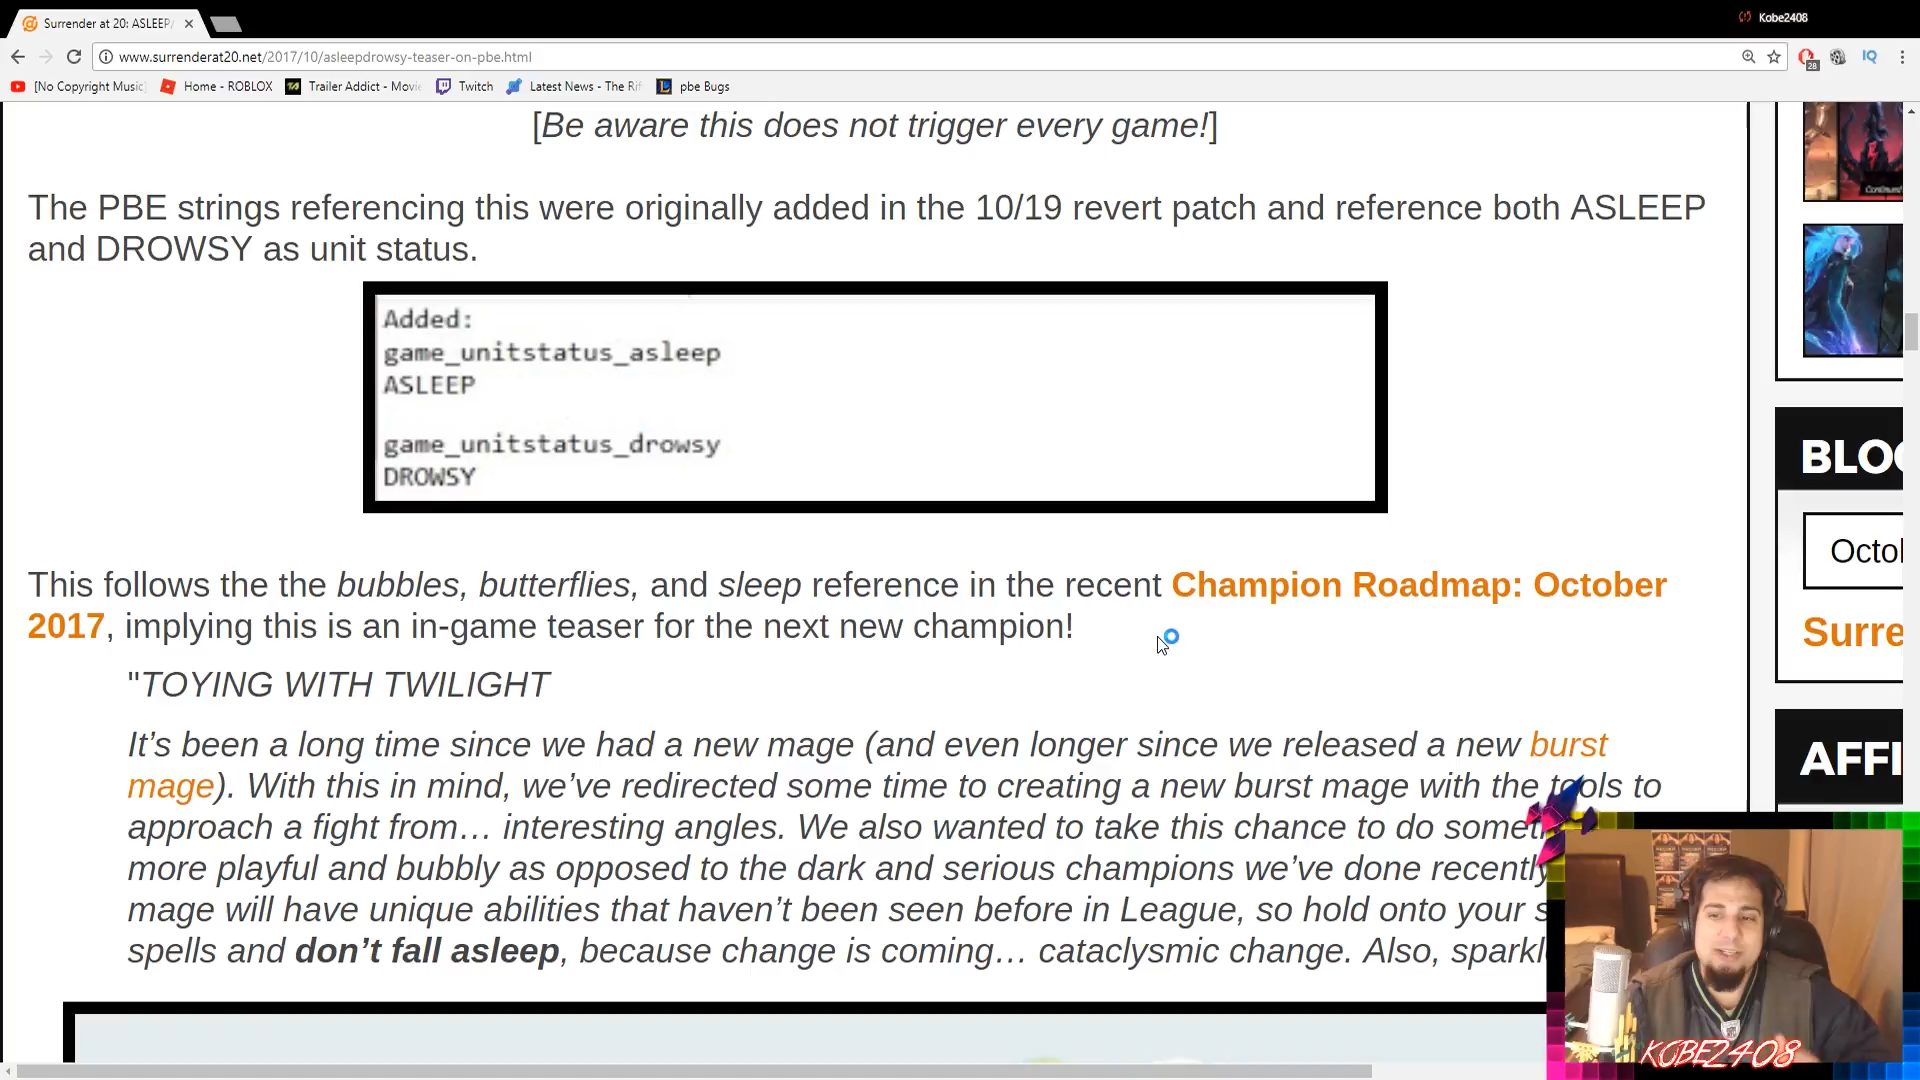 Surrender at 20: ASLEEP/
Kobe2408
www.surrenderat20.net/2017/10/asleepdrowsy-teaser-on-pbe.html
28
IQ
[No Copyright Music]
Home - ROBLOX
Trailer Addict - Movi
Twitch
Latest News - The Rif
pbe Bugs
[Be aware this does not trigger every game!]
The PBE strings referencing this were originally added in the 10/19 revert patch and reference both ASLEEP
and DROWSY as unit status.
Added:
game_unitstatus_asleep
ASLEEP
game_unitstatus_drowsy
DROWSY
BLO
Octo
This follows the the bubbles, butterflies, and sleep reference in the recent Champion Roadmap: October
2017, implying this is an in-game teaser for the next new champion!
Surre
"TOYING WITH TWILIGHT
It's been a long time since we had a new mage (and even longer since we released a new burst
mage). With this in mind, we've redirected some time to creating a new burst mage with the tools to
AFFI
approach a fight from… interesting angles. We also wanted to take this chance to do somet
more playful and bubbly as opposed to the dark and serious champions we've done recently
mage will have unique abilities that haven't been seen before in League, so hold onto your s
spells and don't fall asleep, because change is coming… cataclysmic change. Also, sparkl
KOBE2408